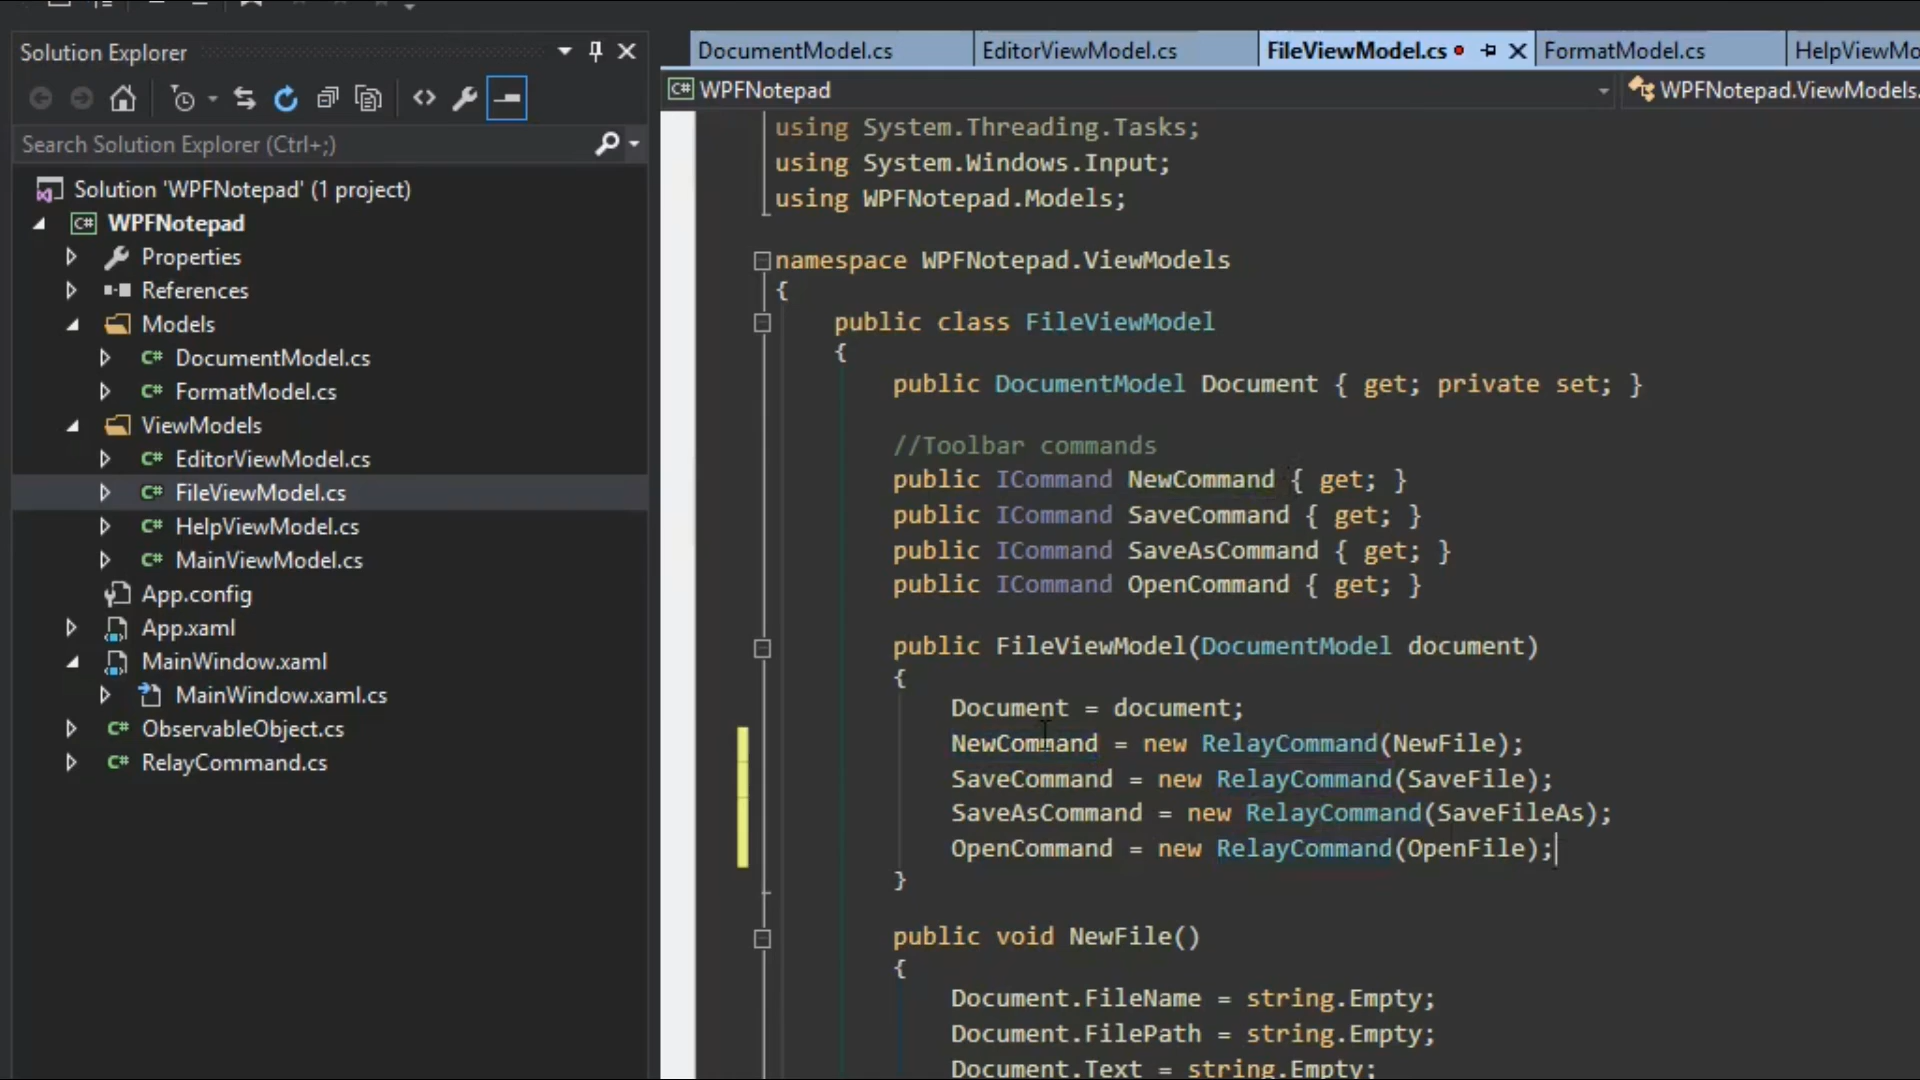 Solution Explorer
Search Solution Explorer (Ctrl+;)
Solution 'WPFNotepad' (1 project)
C# WPFNotepad
Properties
References
Models
C# DocumentModel.cs
C# FormatModel.cs
ViewModels
C# EditorViewModel.cs
C# FileViewModel.cs
C# HelpViewModel.cs
C# MainViewModel.cs
App.config
App.xaml
MainWindow.xaml
MainWindow.xaml.cs
C# ObservableObject.cs
C# RelayCommand.cs
DocumentModel.cs EditorViewModel.cs FileViewModel.cs FormatModel.cs HelpViewMo
C# WPFNotepad WPFNotepad.ViewModels.
using System.Threading.Tasks;
using System.Windows.Input;
using WPFNotepad.Models;
namespace WPFNotepad.ViewModels
{
public class FileViewModel
{
public DocumentModel Document { get; private set; }
//Toolbar commands
public ICommand NewCommand { get; }
public ICommand SaveCommand { get; }
public ICommand SaveAsCommand { get; }
public ICommand OpenCommand { get; }
public FileViewModel(DocumentModel document)
{
Document = document;
NewCommand = new RelayCommand(NewFile);
SaveCommand = new RelayCommand(SaveFile);
SaveAsCommand = new RelayCommand(SaveFileAs);
OpenCommand = new RelayCommand(OpenFile);
}
public void NewFile()
{
Document.FileName = string.Empty;
Document.FilePath = string.Empty;
Document.Text = string.Empty;